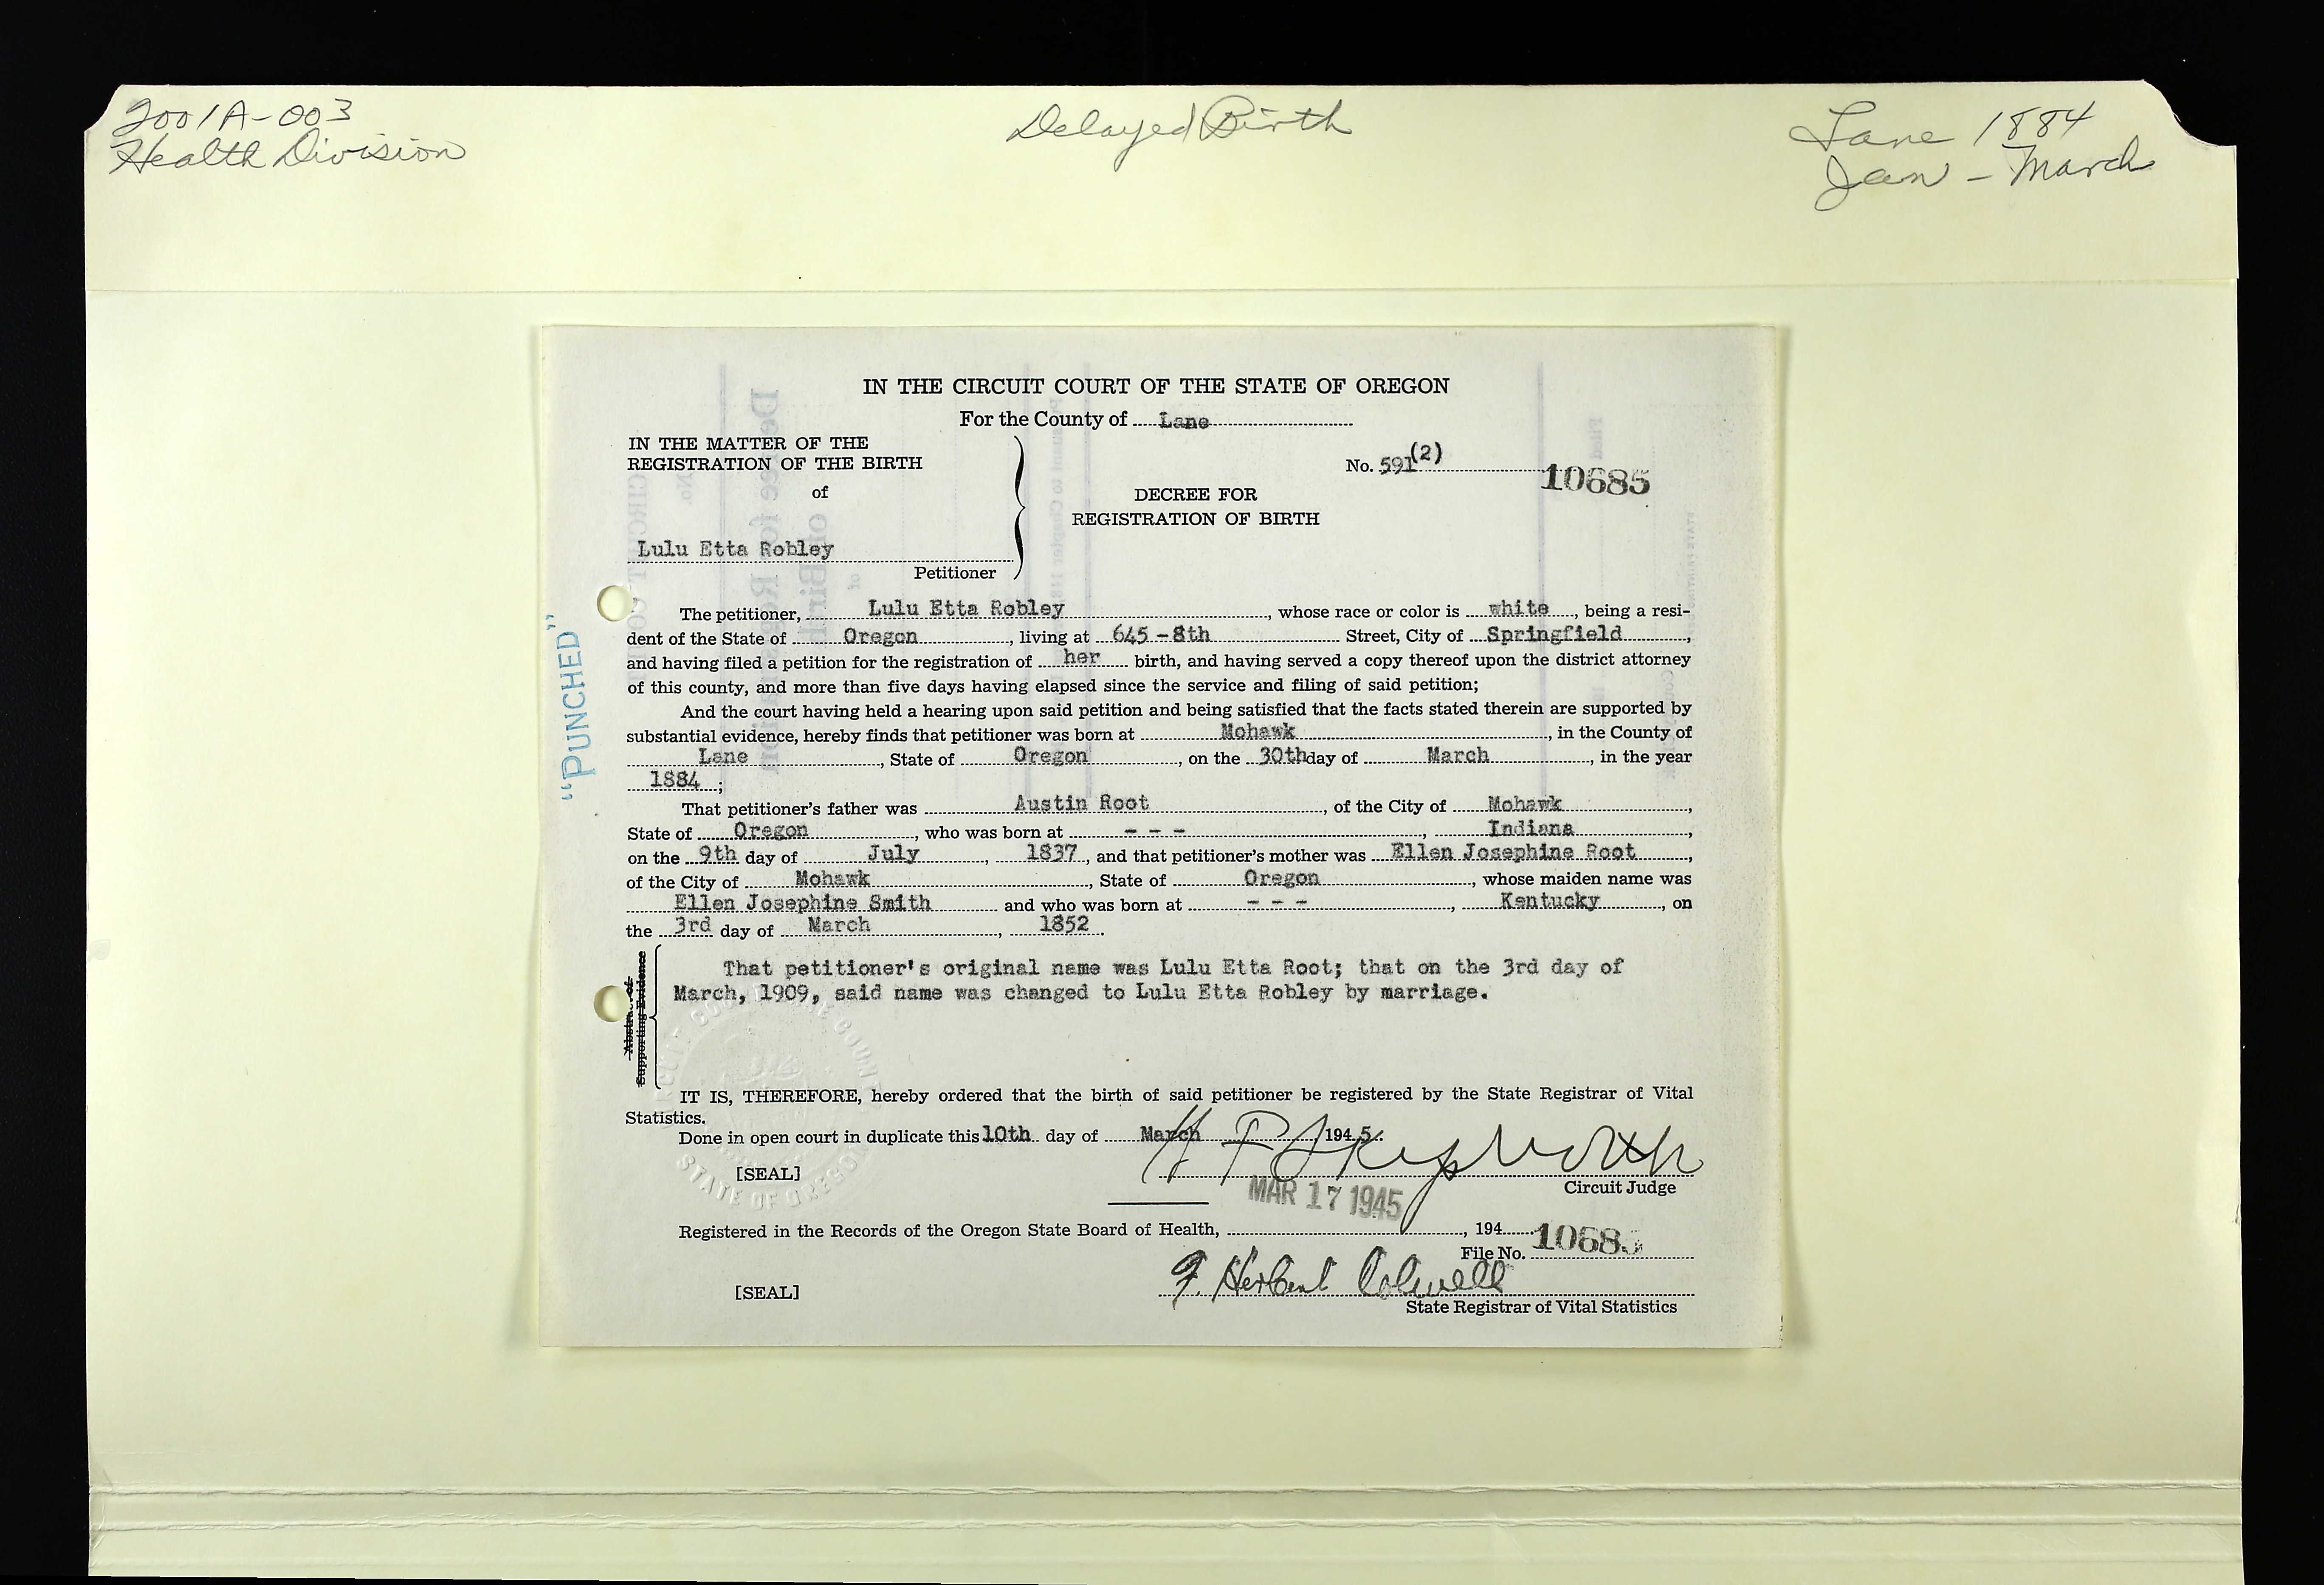 2001A-003
Health Division
Delayed Birth
Lane 1884
Jan - March
IN THE CIRCUIT COURT OF THE STATE OF OREGON
For the County of Lane
IN THE MATTER OF THE
REGISTRATION OF THE BIRTH
of
Lulu Etta Robley
Petitioner
No. 591(2)
10685
DECREE FOR
REGISTRATION OF BIRTH
"PUNCHED"
The petitioner, Lulu Etta Robley, whose race or color is white, being a resi-
dent of the State of Oregon, living at 645-8th Street, City of Springfield,
and having filed a petition for the registration of her birth, and having served a copy thereof upon the district attorney
of this county, and more than five days having elapsed since the service and filing of said petition;
And the court having held a hearing upon said petition and being satisfied that the facts stated therein are supported by
substantial evidence, hereby finds that petitioner was born at Mohawk, in the County of
Lane, State of Oregon, on the 30th day of March, in the year
1884;
That petitioner's father was Austin Root, of the City of Mohawk,
State of Oregon, who was born at - - -, Indiana,
on the 9th day of July, 1837, and that petitioner's mother was Ellen Josephine Root,
of the City of Mohawk, State of Oregon, whose maiden name was
Ellen Josephine Smith and who was born at - - -, Kentucky, on
the 3rd day of March, 1852.
Abstract of
Supporting Evidence
That petitioner's original name was Lulu Etta Root; that on the 3rd day of
March, 1909, said name was changed to Lulu Etta Robley by marriage.
IT IS, THEREFORE, hereby ordered that the birth of said petitioner be registered by the State Registrar of Vital
Statistics.
Done in open court in duplicate this 10th day of March, 1945.
[SEAL]
STATE OF OREGON
H F Skipworth
Circuit Judge
MAR 17 1945
Registered in the Records of the Oregon State Board of Health, , 194
File No. 10685
[SEAL]
F. Herbert Colwell
State Registrar of Vital Statistics